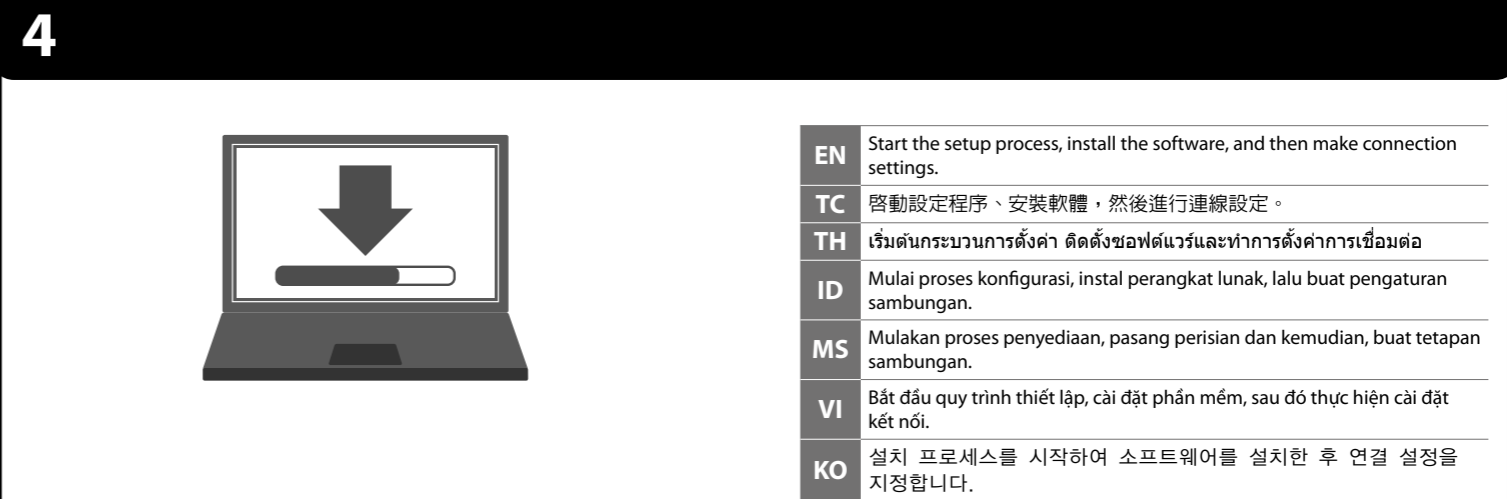 4
EN
Start the setup process, install the software, and then make connection
settings.
TC
啓動設定程序、安裝軟體，然後進行連線設定。
TH
เริ่มต้นกระบวนการตั้งค่า ติดตั้งซอฟต์แวร์และทำการตั้งค่าการเชื่อมต่อ
ID
Mulai proses konfigurasi, instal perangkat lunak, lalu buat pengaturan
sambungan.
MS
Mulakan proses penyediaan, pasang perisian dan kemudian, buat tetapan
sambungan.
VI
Bắt đầu quy trình thiết lập, cài đặt phần mềm, sau đó thực hiện cài đặt
kết nối.
KO
설치 프로세스를 시작하여 소프트웨어를 설치한 후 연결 설정을
지정합니다.